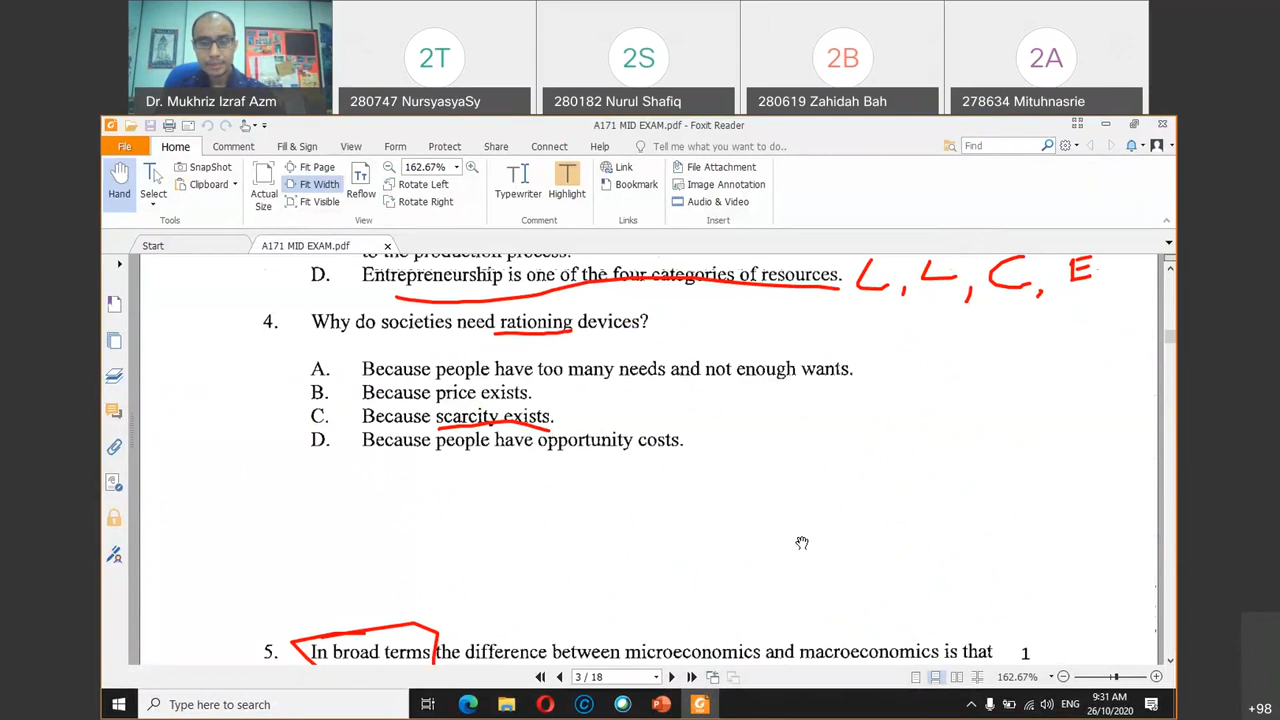 2T
2S
2B
2A
Dr. Mukhriz Izraf Azm
280747 NursyasyaSy
280182 Nurul Shafiq
280619 Zahidah Bah
278634 Mituhnasrie
A171 MID EXAM.pdf - Foxit Reader
File Home Comment Fill & Sign View Form Protect Share Connect Help Tell me what you want to do... Find
Hand
Select
SnapShot
Clipboard
Tools
Actual Size
Fit Page
Fit Width
Fit Visible
Reflow
162.67%
Rotate Left
Rotate Right
View
Typewriter
Highlight
Comment
Link
Bookmark
Links
File Attachment
Image Annotation
Audio & Video
Insert
Start
A171 MID EXAM.pdf
to the production process.
D. Entrepreneurship is one of the four categories of resources. L, L, C, E
4. Why do societies need rationing devices?
A. Because people have too many needs and not enough wants.
B. Because price exists.
C. Because scarcity exists.
D. Because people have opportunity costs.
5. In broad terms the difference between microeconomics and macroeconomics is that 1
3 / 18
162.67%
Type here to search
ENG
9:31 AM
26/10/2020
+98